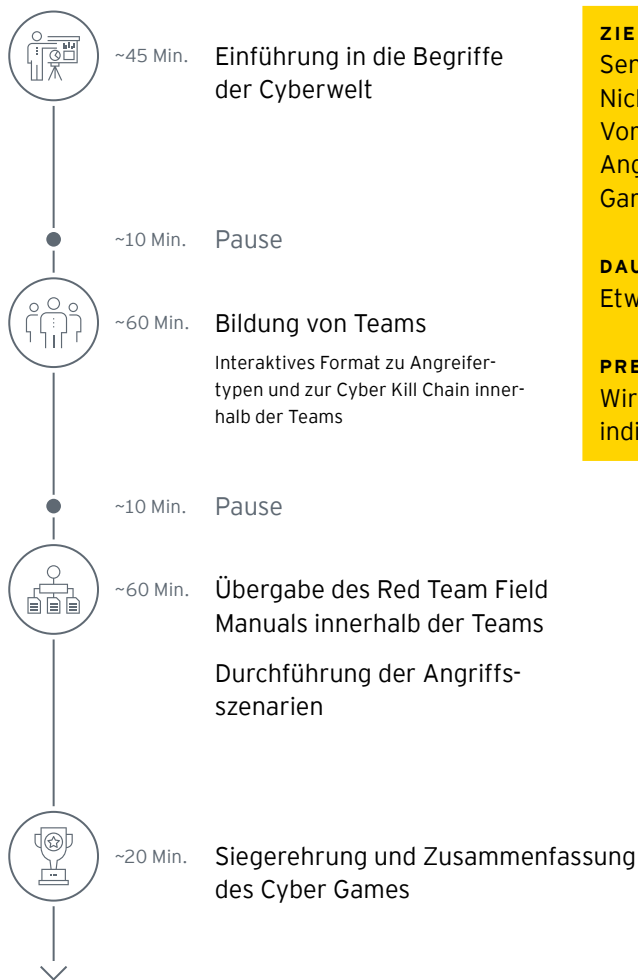 ~45 Min.
Einführung in die Begriffe
der Cyberwelt
~10 Min.
Pause
~60 Min.
Bildung von Teams
Interaktives Format zu Angreifer-
typen und zur Cyber Kill Chain inner-
halb der Teams
~10 Min.
Pause
~60 Min.
Übergabe des Red Team Field
Manuals innerhalb der Teams
Durchführung der Angriffs-
szenarien
~20 Min.
Siegerehrung und Zusammenfassung
des Cyber Games